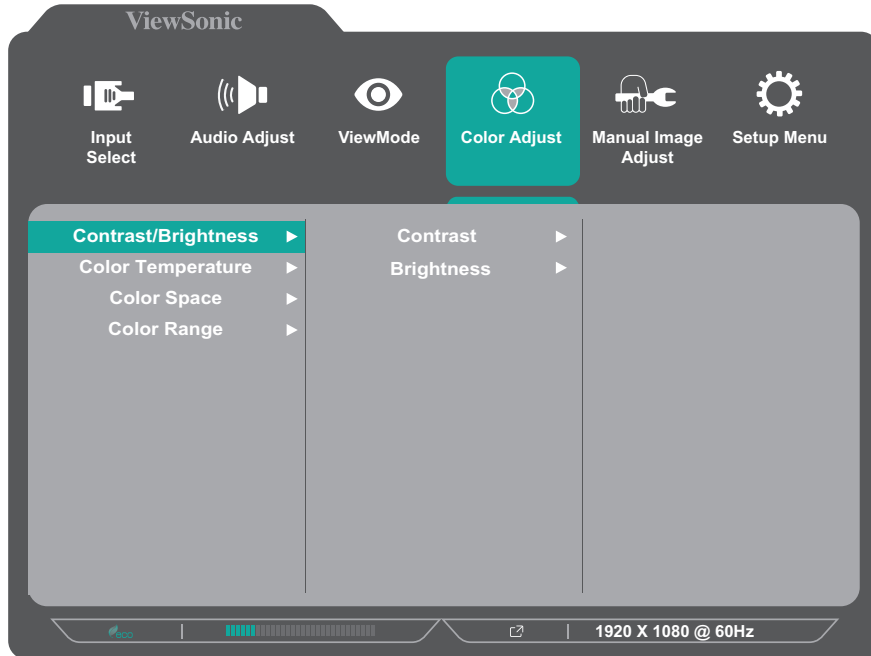 ViewSonic
Input
Select
Audio Adjust
ViewMode
Color Adjust
Manual Image
Adjust
Setup Menu
Contrast/Brightness
Color Temperature
Color Space
Color Range
Contrast
Brightness
eco
1920 X 1080 @ 60Hz